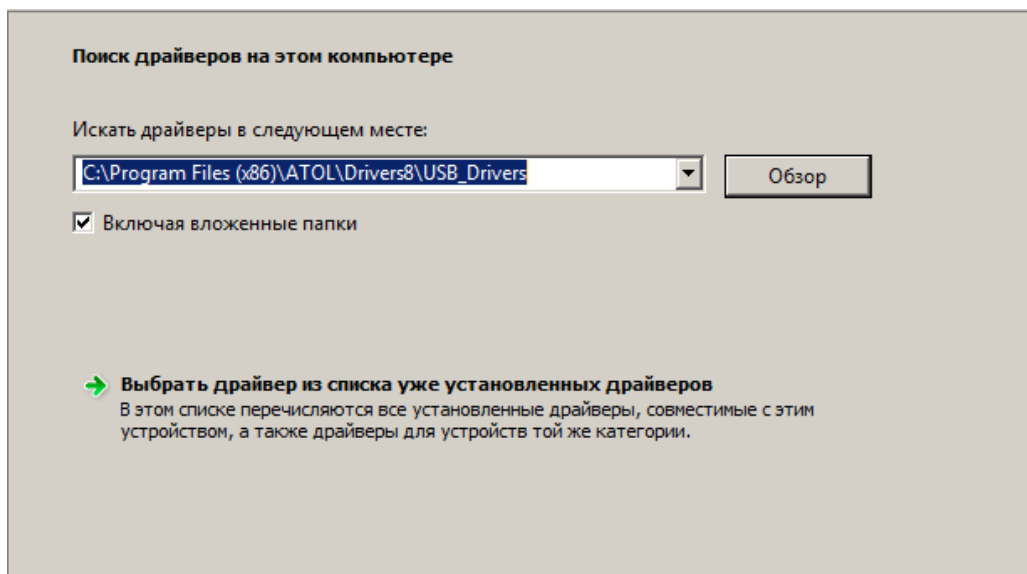 Поиск драйверов на этом компьютере
Искать драйверы в следующем месте:
C:\Program Files (x86)\ATOL\Drivers8\USB_Drivers
Обзор
Включая вложенные папки
Выбрать драйвер из списка уже установленных драйверов
В этом списке перечисляются все установленные драйверы, совместимые с этим
устройством, а также драйверы для устройств той же категории.